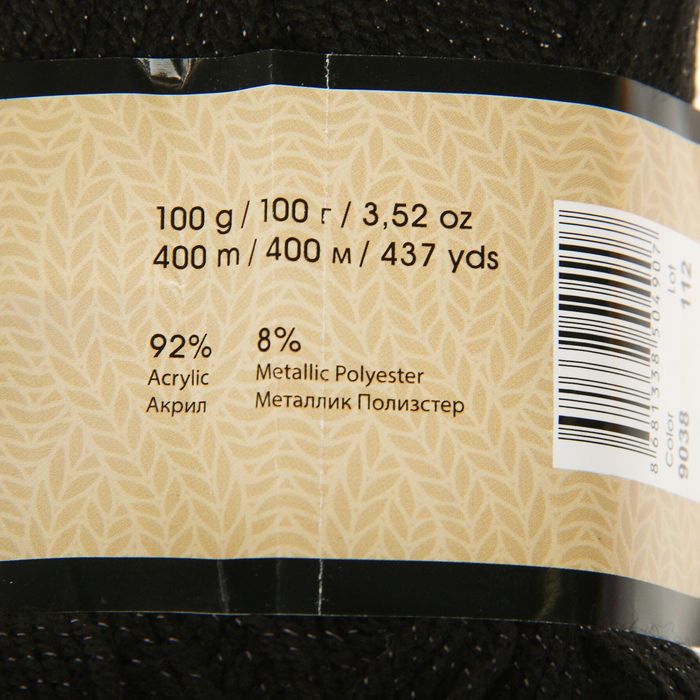 100 g / 100 г / 3,52 oz
400 m / 400 м / 437 yds
92%
Acrylic
Акрил
8%
Metallic Polyester
Металлик Полизстер
8681338504907
Color
9038
Lot
112